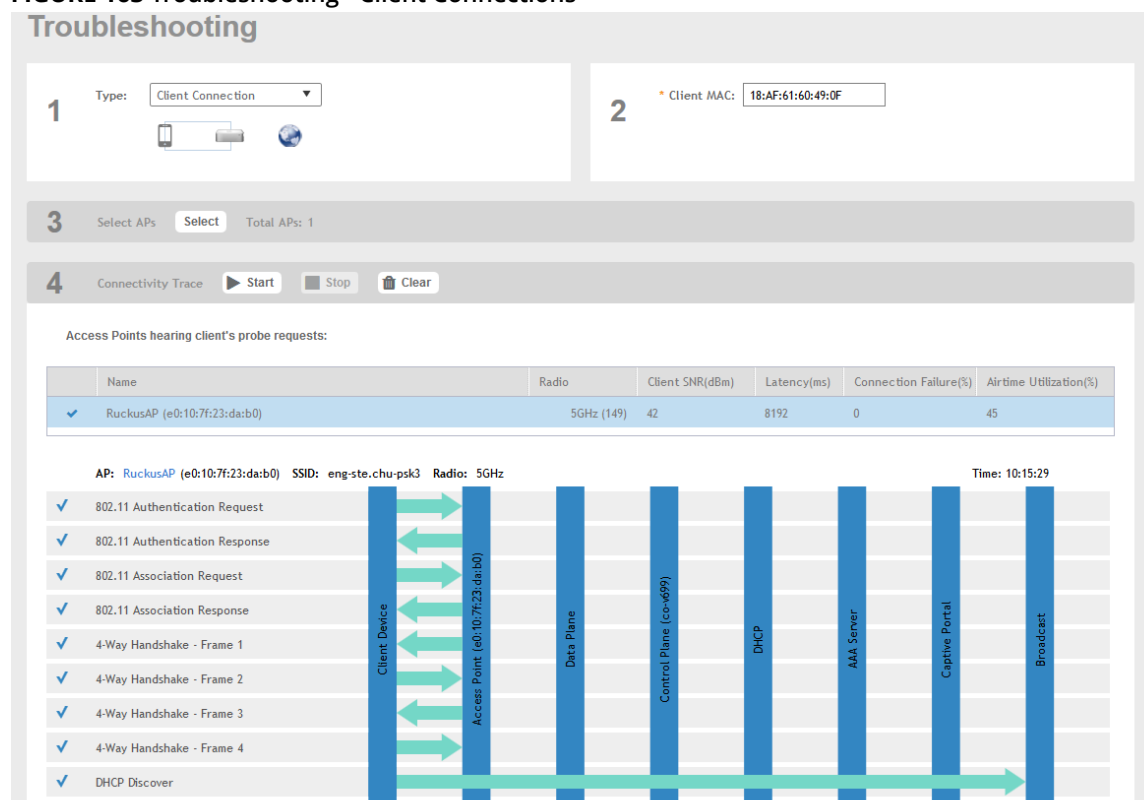 FIGURE 103 Troubleshooting - Client Connections
Troubleshooting
1
Type: Client Connection
2
* Client MAC: 18:AF:61:60:49:0F
3 Select APs Select Total APs: 1
4 Connectivity Trace Start Stop Clear
Access Points hearing client's probe requests:
Name Radio Client SNR(dBm) Latency(ms) Connection Failure(%) Airtime Utilization(%)
RuckusAP (e0:10:7f:23:da:b0) 5GHz (149) 42 8192 0 45
AP: RuckusAP (e0:10:7f:23:da:b0) SSID: eng-ste.chu-psk3 Radio: 5GHz Time: 10:15:29
802.11 Authentication Request
802.11 Authentication Response
802.11 Association Request
802.11 Association Response
4-Way Handshake - Frame 1
4-Way Handshake - Frame 2
4-Way Handshake - Frame 3
4-Way Handshake - Frame 4
DHCP Discover
Client Device
Access Point (e0:10:7f:23:da:b0)
Data Plane
Control Plane (co-v699)
DHCP
AAA Server
Captive Portal
Broadcast